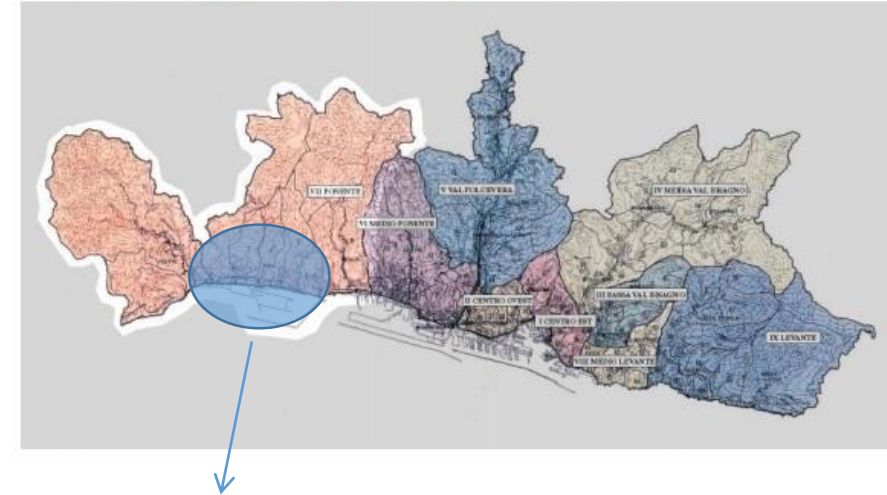 VII PONENTE
V VAL POLCEVERA
IV MEDIA VAL BISAGNO
VI MEDIO PONENTE
II CENTRO OVEST
III BASSA VAL BISAGNO
I CENTRO EST
IX LEVANTE
VIII MEDIO LEVANTE